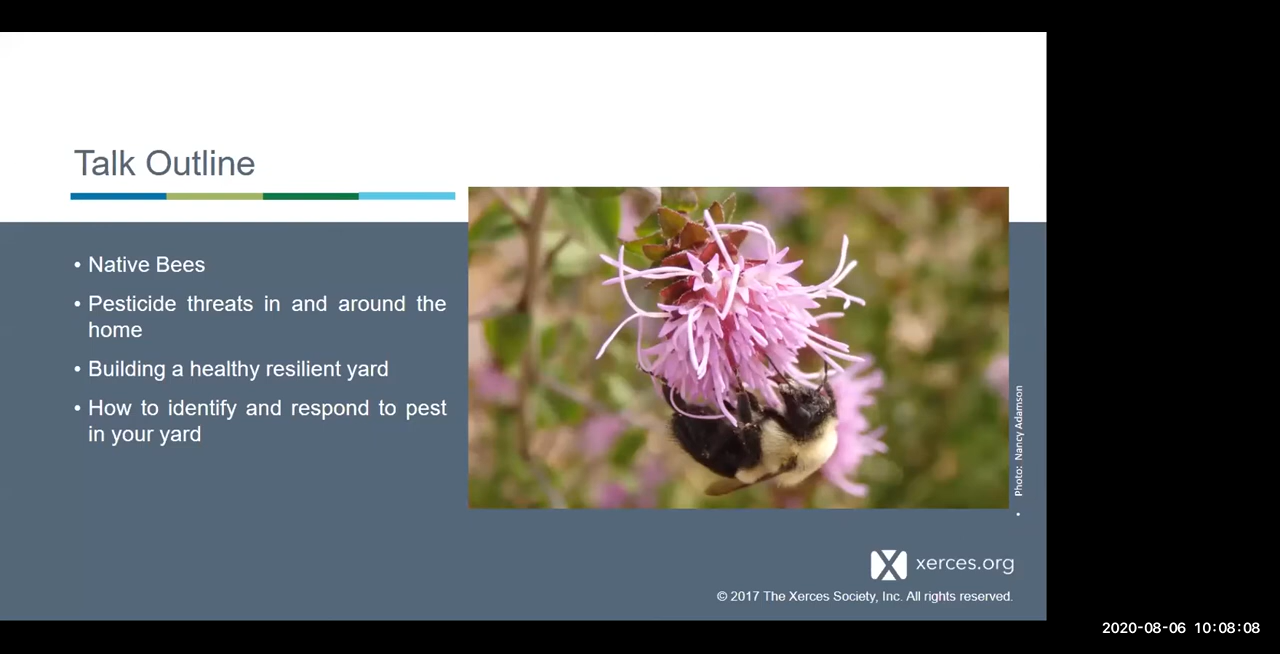 Talk Outline
• Native Bees
• Pesticide threats in and around the
home
• Building a healthy resilient yard
• How to identify and respond to pest
in your yard
• Photo: Nancy Adamson
xerces.org
© 2017 The Xerces Society, Inc. All rights reserved.
2020-08-06 10:08:08